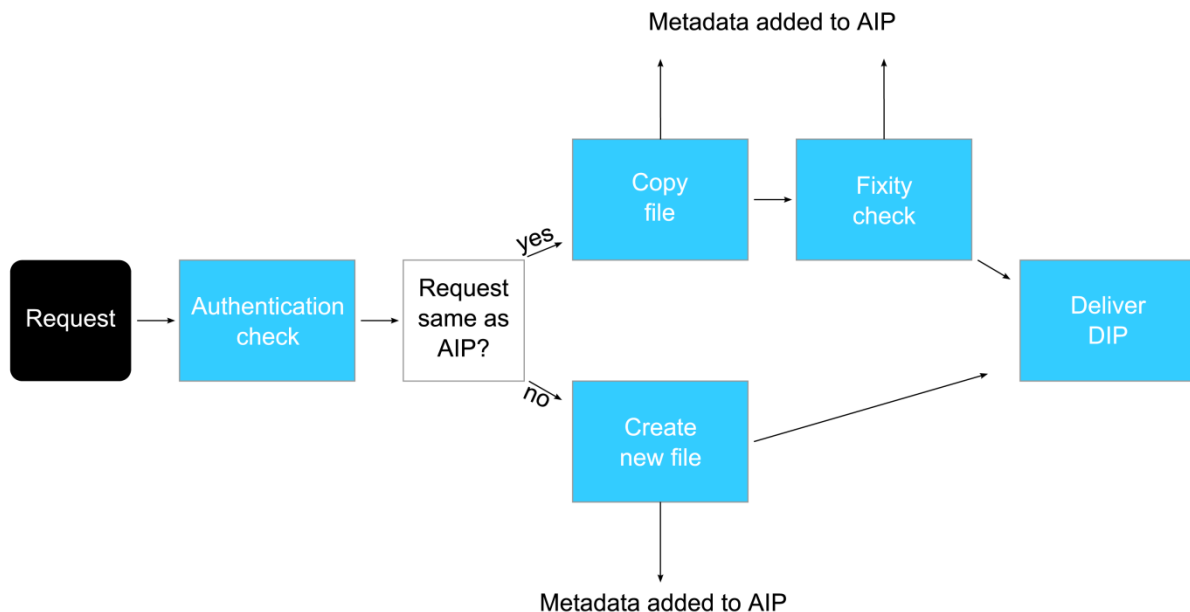 Metadata added to AIP
Copy
file
Fixity
check
yes
Request
Authentication
check
Request
same as
AIP?
Deliver
DIP
no
Create
new file
Metadata added to AIP